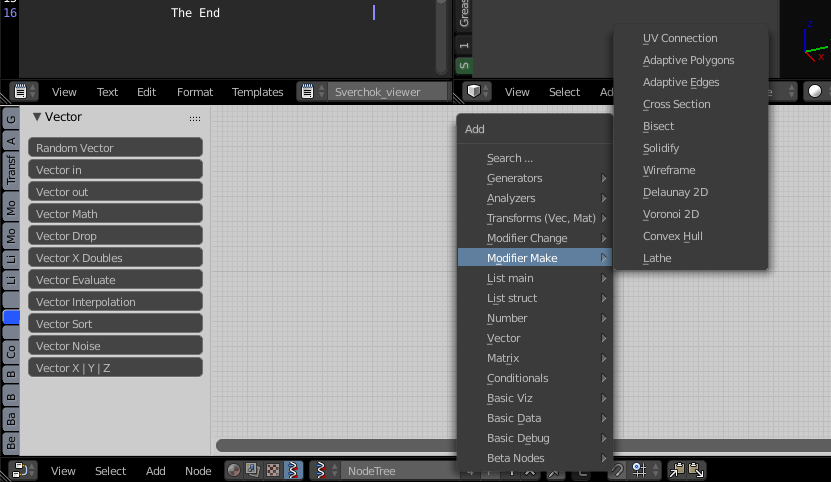 16 The End
Greas
1
S
View Text Edit Format Templates Sverchok_viewer
View Select
UV Connection
Adaptive Polygons
Adaptive Edges
Cross Section
Bisect
Solidify
Wireframe
Delaunay 2D
Voronoi 2D
Convex Hull
Lathe
Z
X
G
A
Transf
Mo
Mo
Li
Li
Co
B
B
Ba
Be
Vector
Random Vector
Vector in
Vector out
Vector Math
Vector Drop
Vector X Doubles
Vector Evaluate
Vector Interpolation
Vector Sort
Vector Noise
Vector X | Y | Z
Add
Search ...
Generators
Analyzers
Transforms (Vec, Mat)
Modifier Change
Modifier Make
List main
List struct
Number
Vector
Matrix
Conditionals
Basic Viz
Basic Data
Basic Debug
Beta Nodes
View Select Add Node NodeTree